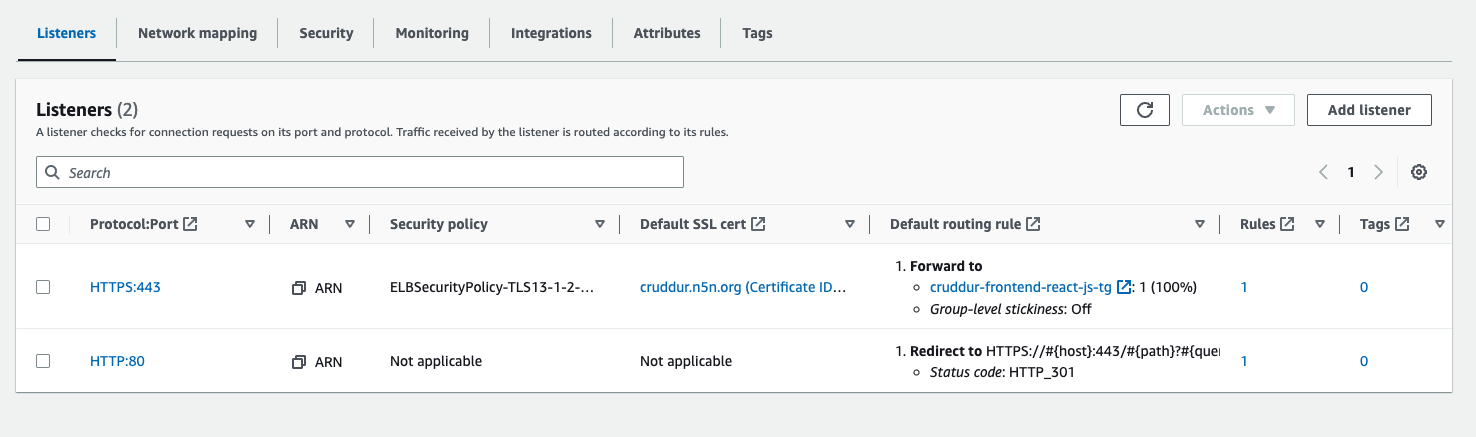 Listeners Network mapping Security Monitoring Integrations Attributes Tags
Listeners (2)
Actions Add listener
A listener checks for connection requests on its port and protocol. Traffic received by the listener is routed according to its rules.
Search
1
Protocol:Port ARN Security policy Default SSL cert Default routing rule Rules Tags
1. Forward to
HTTPS:443 ARN ELBSecurityPolicy-TLS13-1-2-... cruddur.n5n.org (Certificate ID... cruddur-frontend-react-js-tg : 1 (100%) 1 0
Group-level stickiness: Off
HTTP:80 ARN Not applicable Not applicable 1. Redirect to HTTPS://#{host}:443/#{path}?#{que 1 0
Status code: HTTP_301